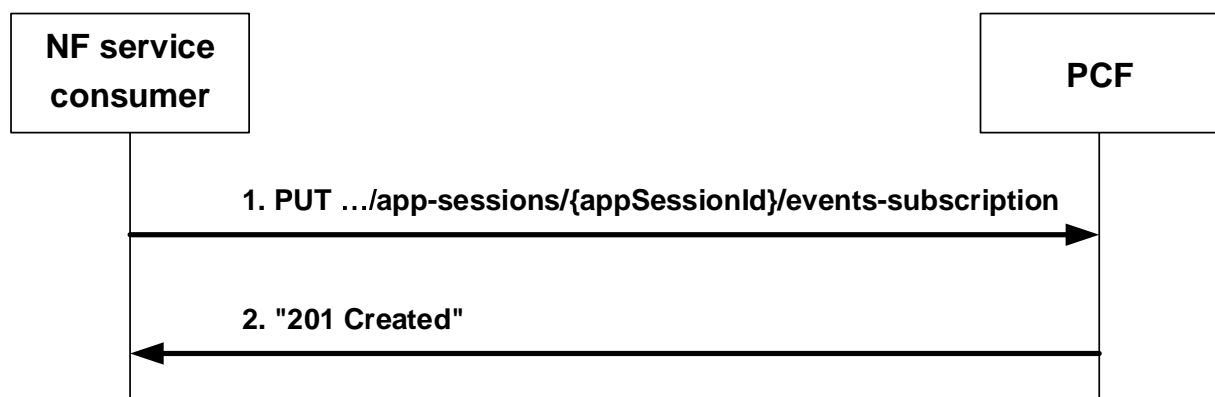 NF service
consumer
PCF
1. PUT …/app-sessions/{appSessionId}/events-subscription
2. "201 Created"